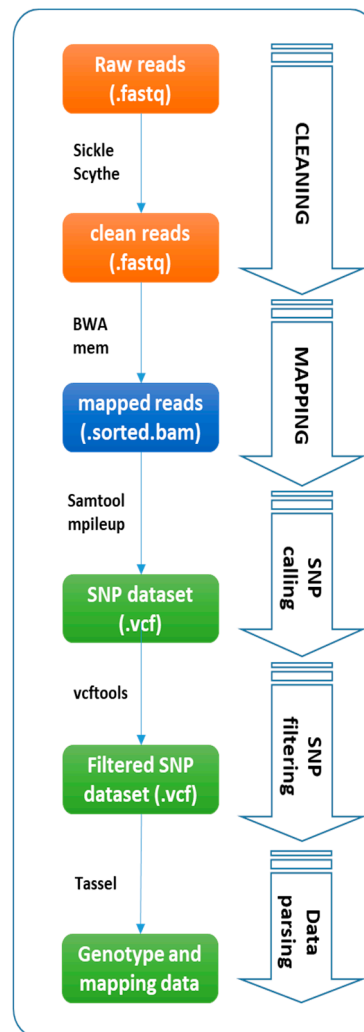 Raw reads
(.fastq)
Sickle
Scythe
CLEANING
clean reads
(.fastq)
BWA
mem
MAPPING
mapped reads
(.sorted.bam)
Samtool
mpileup
SNP
calling
SNP dataset
(.vcf)
vcftools
SNP
filtering
Filtered SNP
dataset (.vcf)
Tassel
Data
parsing
Genotype and
mapping data